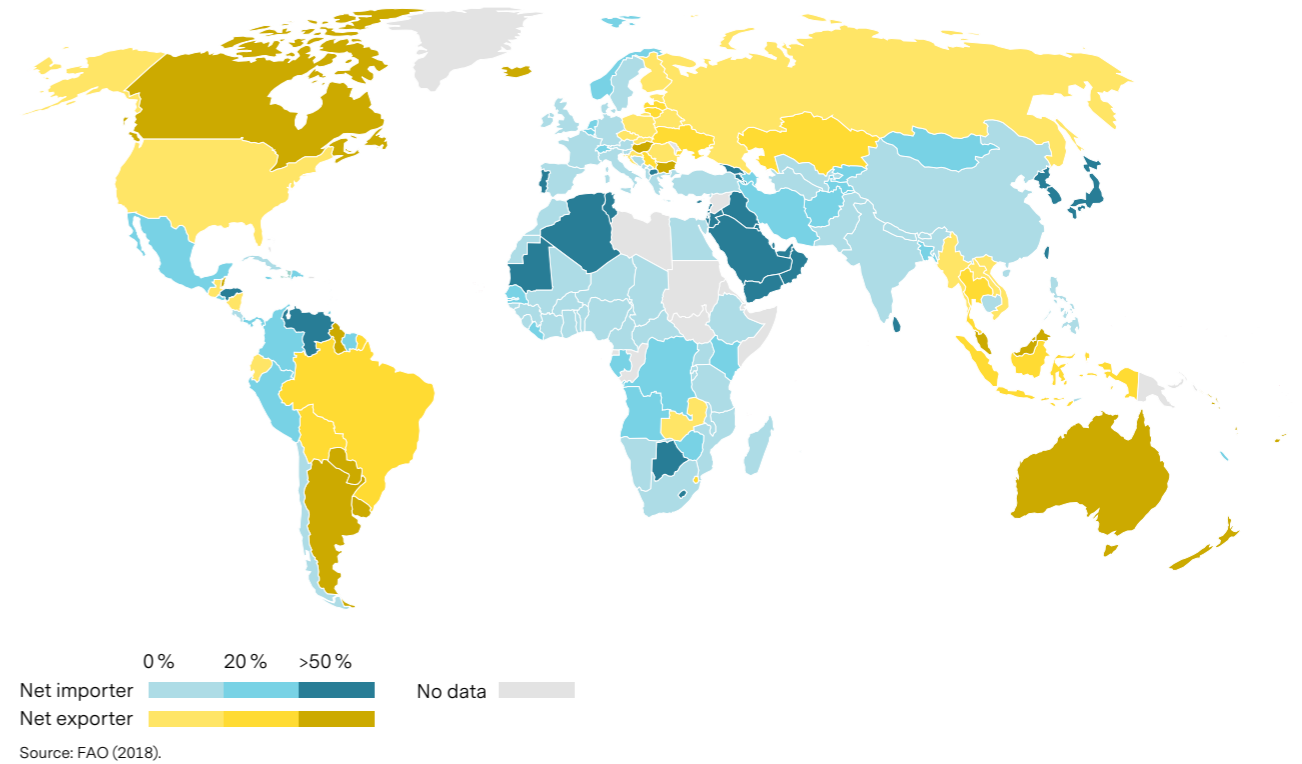 0 % 20 % >50 %
Net importer
No data
Net exporter
Source: FAO (2018).